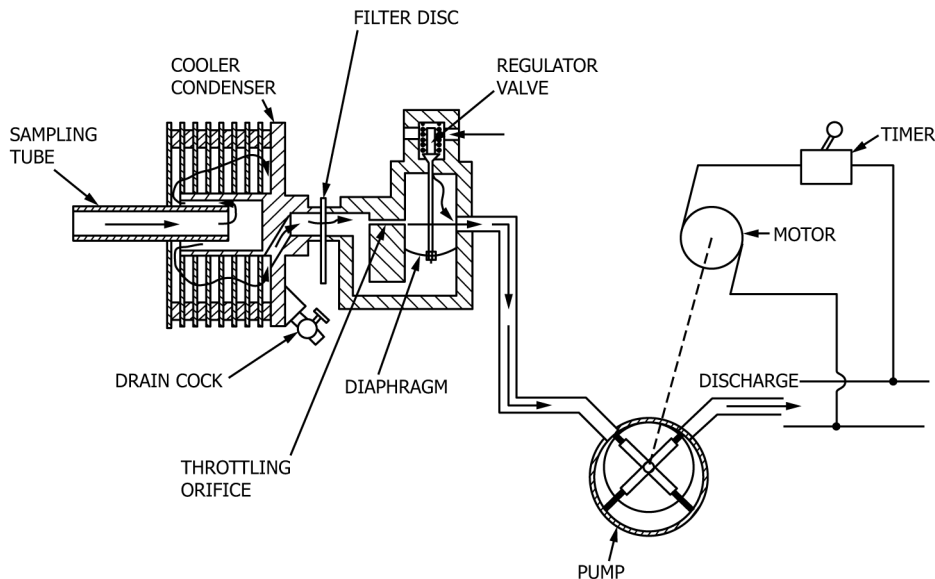 FILTER DISC
COOLER
CONDENSER
REGULATOR
VALVE
SAMPLING
TUBE
TIMER
MOTOR
DRAIN COCK
DIAPHRAGM
DISCHARGE
THROTTLING
ORIFICE
PUMP